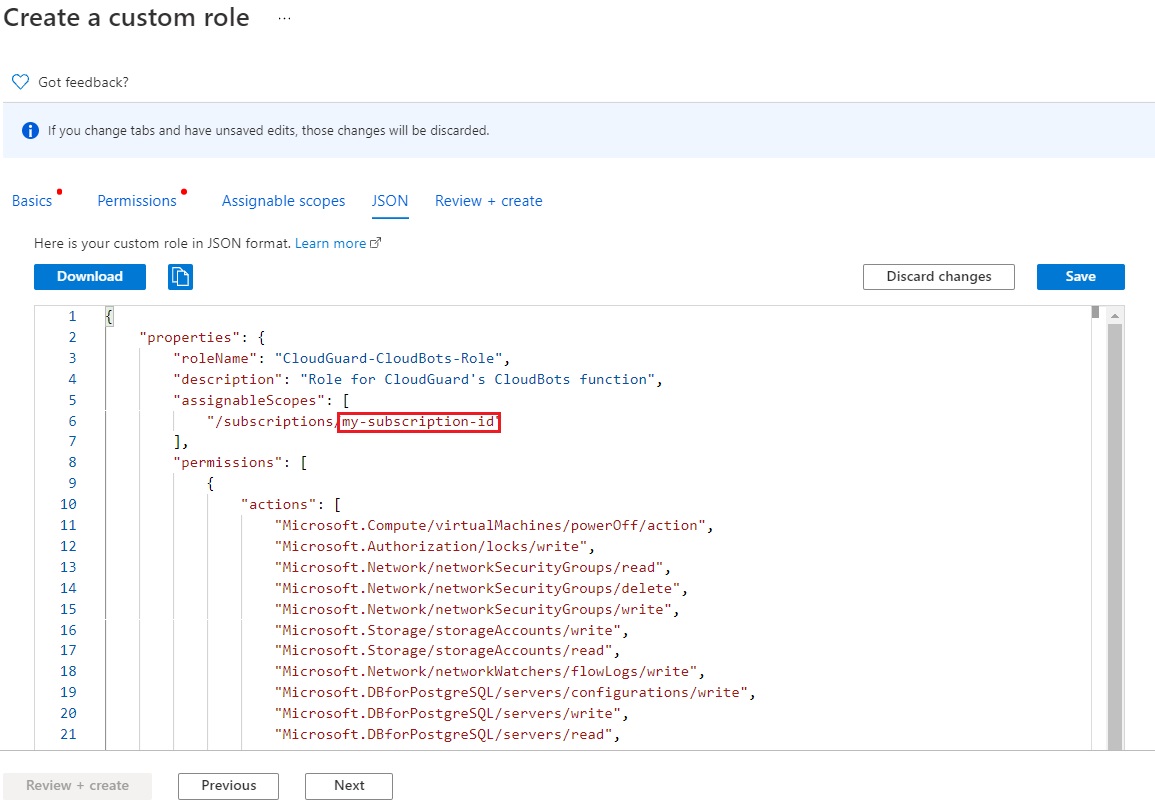 Create a custom role ...
Got feedback?
If you change tabs and have unsaved edits, those changes will be discarded.
Basics Permissions Assignable scopes JSON Review + create
Here is your custom role in JSON format. Learn more
Download Discard changes Save
1 {
2 "properties": {
3 "roleName": "CloudGuard-CloudBots-Role",
4 "description": "Role for CloudGuard's CloudBots function",
5 "assignableScopes": [
6 "/subscriptions/my-subscription-id"
7 ],
8 "permissions": [
9 {
10 "actions": [
11 "Microsoft.Compute/virtualMachines/powerOff/action",
12 "Microsoft.Authorization/locks/write",
13 "Microsoft.Network/networkSecurityGroups/read",
14 "Microsoft.Network/networkSecurityGroups/delete",
15 "Microsoft.Network/networkSecurityGroups/write",
16 "Microsoft.Storage/storageAccounts/write",
17 "Microsoft.Storage/storageAccounts/read",
18 "Microsoft.Network/networkWatchers/flowLogs/write",
19 "Microsoft.DBforPostgreSQL/servers/configurations/write",
20 "Microsoft.DBforPostgreSQL/servers/write",
21 "Microsoft.DBforPostgreSQL/servers/read",
Review + create Previous Next